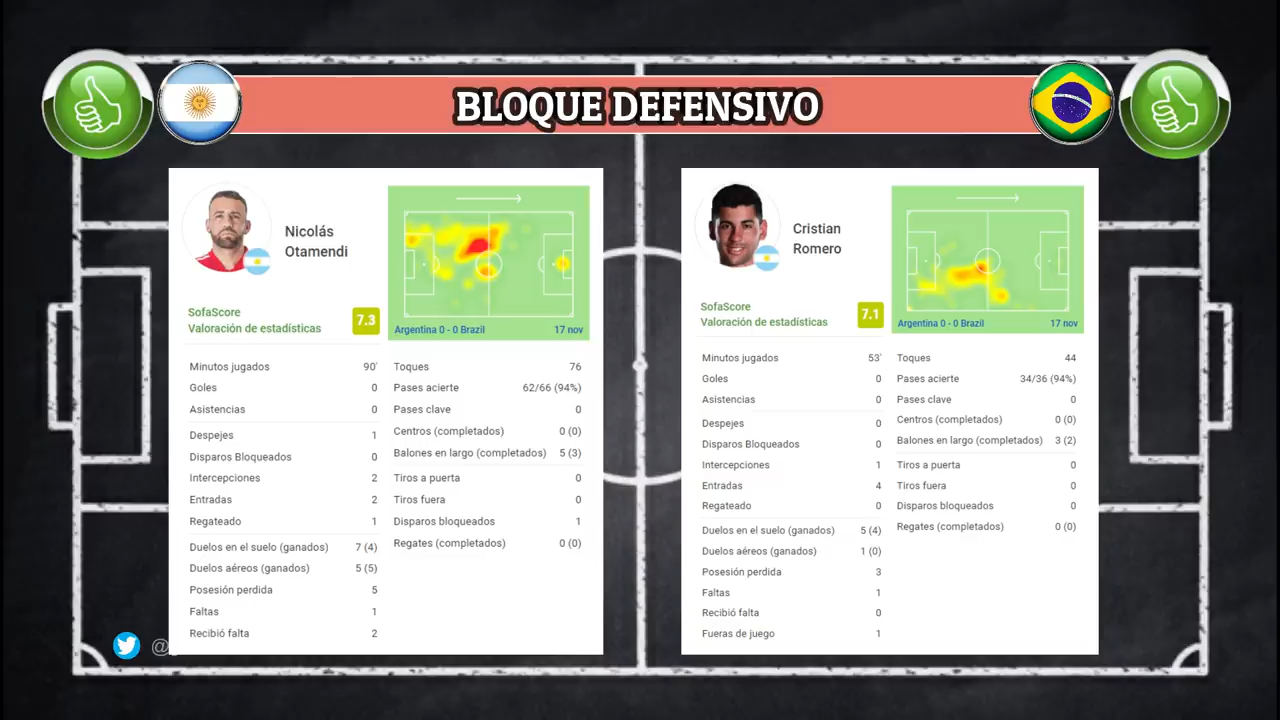 BLOQUE DEFENSIVO
Nicolás
Otamendi
SofaScore
Valoración de estadísticas
7.3
Argentina 0 - 0 Brazil 17 nov
Minutos jugados 90'
Goles 0
Asistencias 0
Despejes 1
Disparos Bloqueados 0
Intercepciones 2
Entradas 2
Regateado 1
Duelos en el suelo (ganados) 7 (4)
Duelos aéreos (ganados) 5 (5)
Posesión perdida 5
Faltas 1
Recibió falta 2
Toques 76
Pases acierte 62/66 (94%)
Pases clave 0
Centros (completados) 0 (0)
Balones en largo (completados) 5 (3)
Tiros a puerta 0
Tiros fuera 0
Disparos bloqueados 1
Regates (completados) 0 (0)
Cristian
Romero
SofaScore
Valoración de estadísticas
7.1
Argentina 0 - 0 Brazil 17 nov
Minutos jugados 53'
Goles 0
Asistencias 0
Despejes 0
Disparos Bloqueados 0
Intercepciones 1
Entradas 4
Regateado 0
Duelos en el suelo (ganados) 5 (4)
Duelos aéreos (ganados) 1 (0)
Posesión perdida 3
Faltas 1
Recibió falta 0
Fueras de juego 1
Toques 44
Pases acierte 34/36 (94%)
Pases clave 0
Centros (completados) 0 (0)
Balones en largo (completados) 3 (2)
Tiros a puerta 0
Tiros fuera 0
Disparos bloqueados 0
Regates (completados) 0 (0)
@